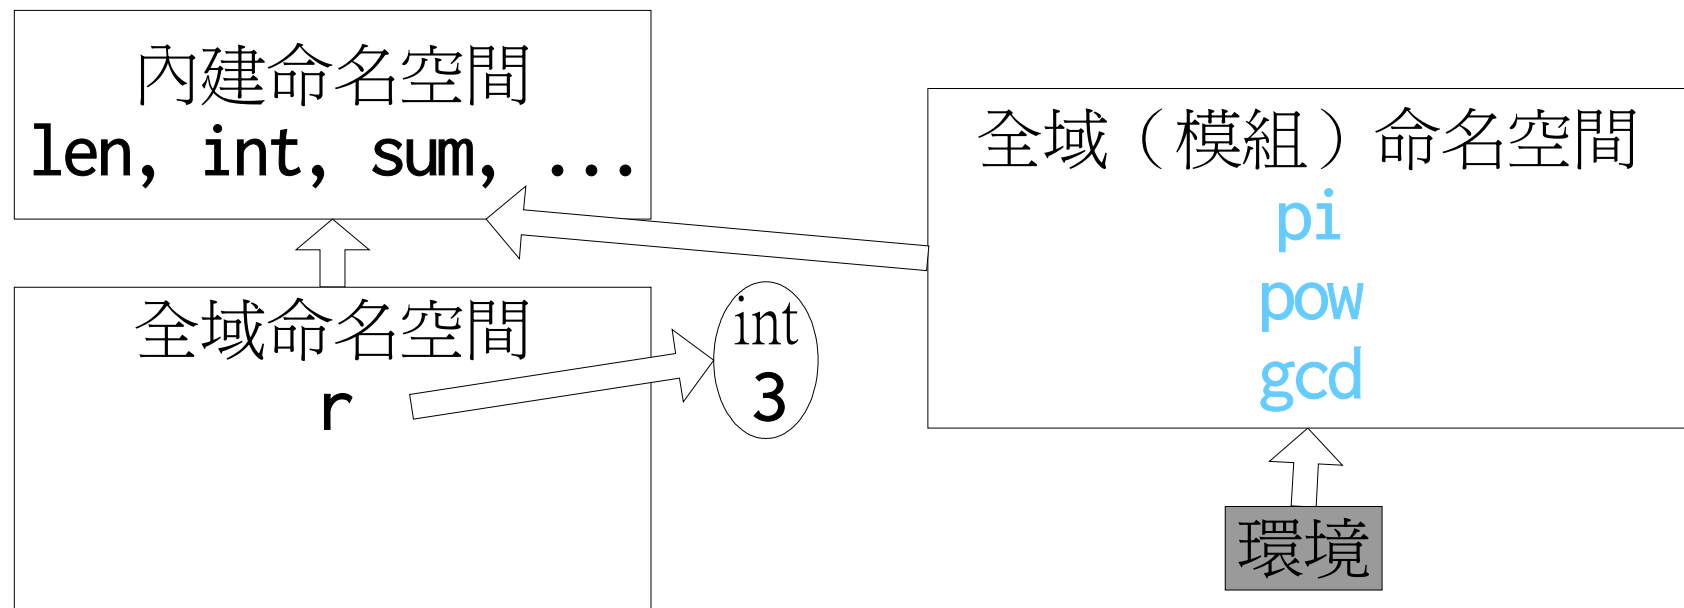 內建命名空間
len, int, sum, ...
全域（模組）命名空間
pi
pow
gcd
全域命名空間
r
int
3
環境